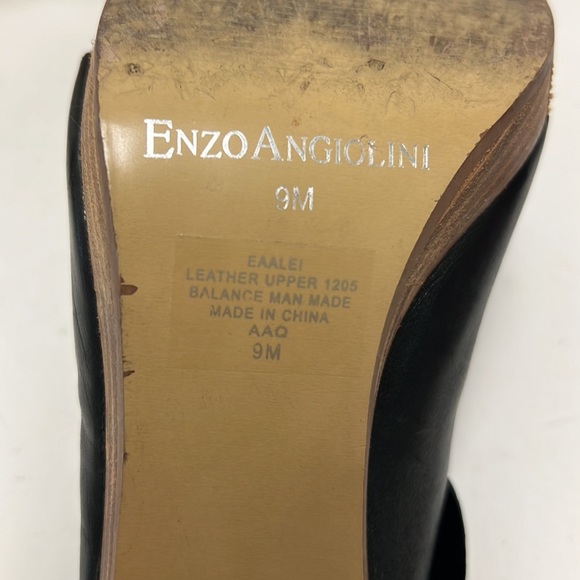 ENZO ANGIOLINI
9M
EAALEI
LEATHER UPPER 1205
BALANCE MAN MADE
MADE IN CHINA
AAQ
9M